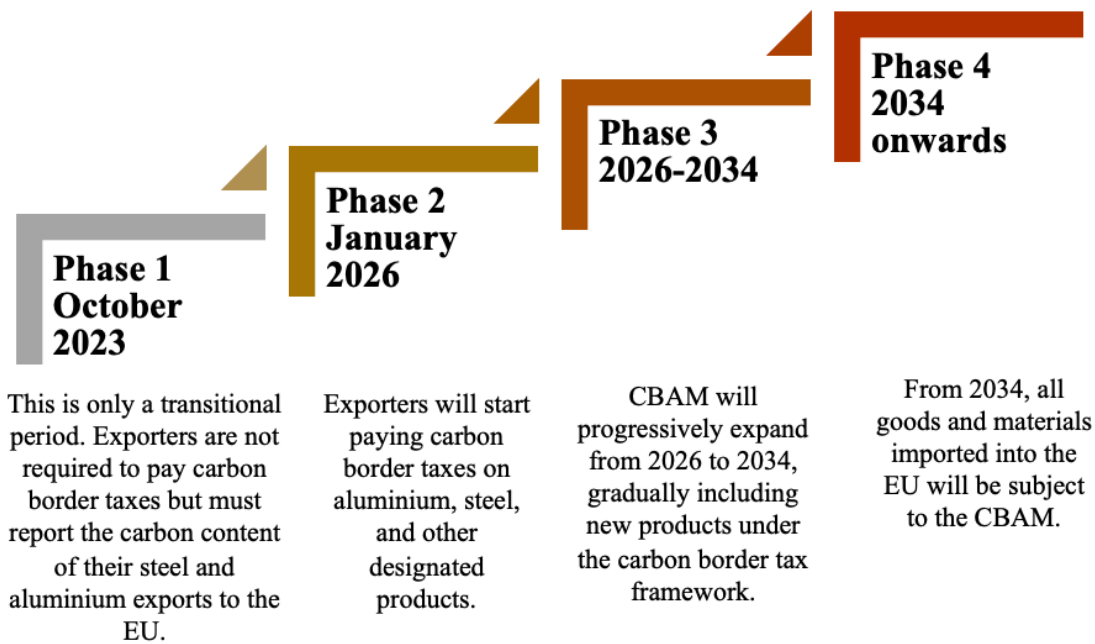 Phase 1
October
2023
This is only a transitional
period. Exporters are not
required to pay carbon
border taxes but must
report the carbon content
of their steel and
aluminium exports to the
EU.
Phase 2
January
2026
Exporters will start
paying carbon
border taxes on
aluminium, steel,
and other
designated
products.
Phase 3
2026-2034
CBAM will
progressively expand
from 2026 to 2034,
gradually including
new products under
the carbon border tax
framework.
Phase 4
2034
onwards
From 2034, all
goods and materials
imported into the
EU will be subject
to the CBAM.